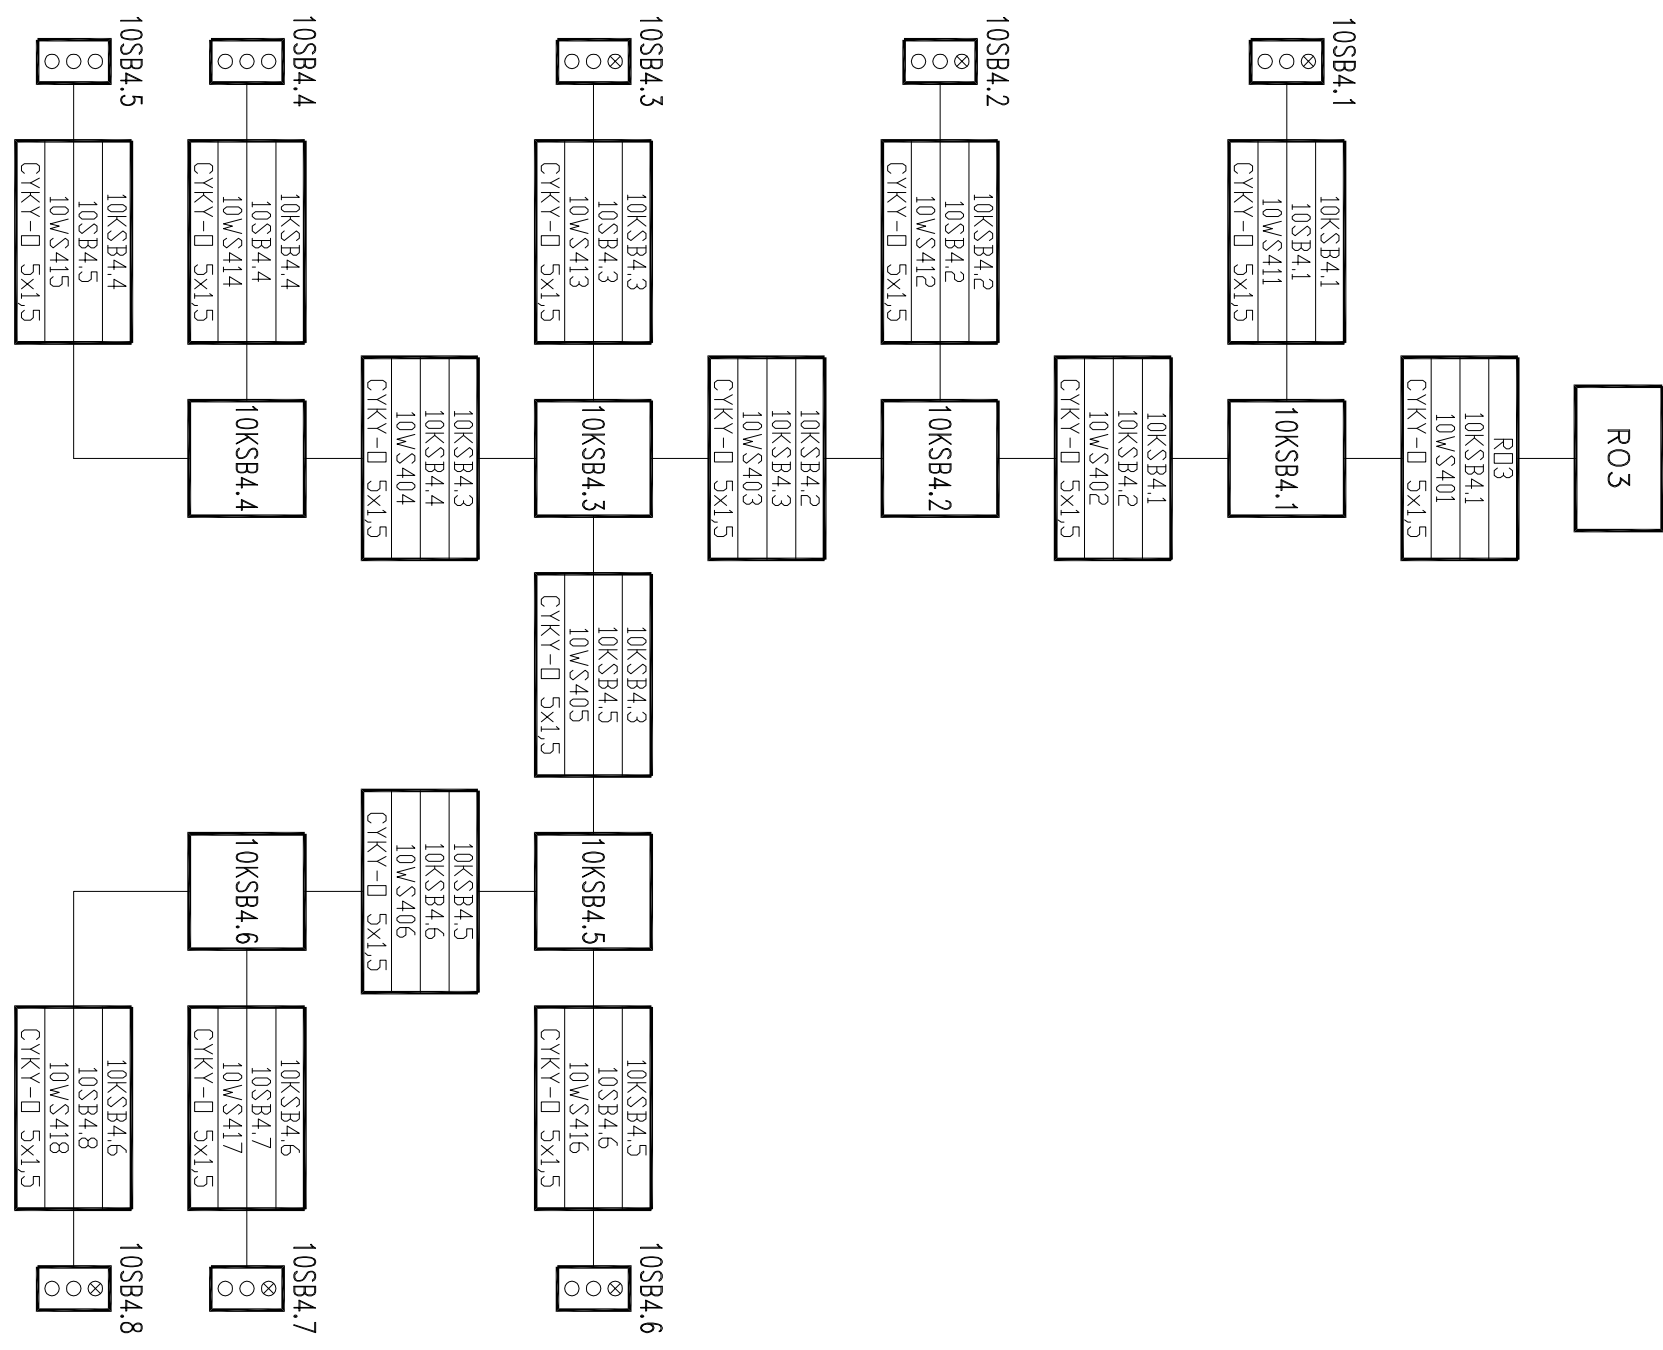 RO3
R▯3
10KSB4.1
10WS401
CYKY-▯ 5x1,5
10KSB4.1
10SB4.1
10KSB4.1
10SB4.1
10WS411
CYKY-▯ 5x1,5
10KSB4.1
10KSB4.2
10WS402
CYKY-▯ 5x1,5
10KSB4.2
10SB4.2
10KSB4.2
10SB4.2
10WS412
CYKY-▯ 5x1,5
10KSB4.2
10KSB4.3
10WS403
CYKY-▯ 5x1,5
10KSB4.3
10SB4.3
10KSB4.3
10SB4.3
10WS413
CYKY-▯ 5x1,5
10KSB4.3
10KSB4.4
10WS404
CYKY-▯ 5x1,5
10KSB4.4
10SB4.4
10KSB4.4
10SB4.4
10WS414
CYKY-▯ 5x1,5
10SB4.5
10KSB4.4
10SB4.5
10WS415
CYKY-▯ 5x1,5
10KSB4.3
10KSB4.5
10WS405
CYKY-▯ 5x1,5
10KSB4.5
10KSB4.5
10SB4.6
10WS416
CYKY-▯ 5x1,5
10SB4.6
10KSB4.5
10KSB4.6
10WS406
CYKY-▯ 5x1,5
10KSB4.6
10KSB4.6
10SB4.7
10WS417
CYKY-▯ 5x1,5
10SB4.7
10KSB4.6
10SB4.8
10WS418
CYKY-▯ 5x1,5
10SB4.8